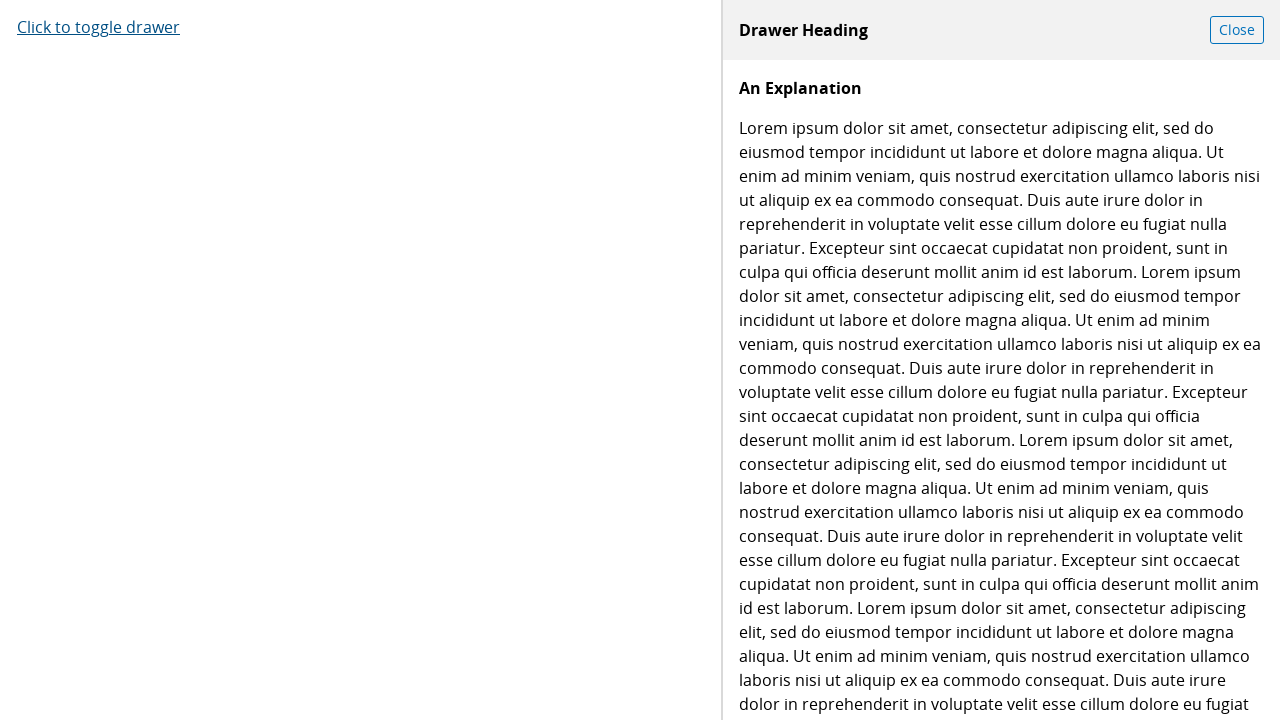 Click to toggle drawer
Drawer Heading
Close
An Explanation
Lorem ipsum dolor sit amet, consectetur adipiscing elit, sed do
eiusmod tempor incididunt ut labore et dolore magna aliqua. Ut
enim ad minim veniam, quis nostrud exercitation ullamco laboris nisi
ut aliquip ex ea commodo consequat. Duis aute irure dolor in
reprehenderit in voluptate velit esse cillum dolore eu fugiat nulla
pariatur. Excepteur sint occaecat cupidatat non proident, sunt in
culpa qui officia deserunt mollit anim id est laborum. Lorem ipsum
dolor sit amet, consectetur adipiscing elit, sed do eiusmod tempor
incididunt ut labore et dolore magna aliqua. Ut enim ad minim
veniam, quis nostrud exercitation ullamco laboris nisi ut aliquip ex ea
commodo consequat. Duis aute irure dolor in reprehenderit in
voluptate velit esse cillum dolore eu fugiat nulla pariatur. Excepteur
sint occaecat cupidatat non proident, sunt in culpa qui officia
deserunt mollit anim id est laborum. Lorem ipsum dolor sit amet,
consectetur adipiscing elit, sed do eiusmod tempor incididunt ut
labore et dolore magna aliqua. Ut enim ad minim veniam, quis
nostrud exercitation ullamco laboris nisi ut aliquip ex ea commodo
consequat. Duis aute irure dolor in reprehenderit in voluptate velit
esse cillum dolore eu fugiat nulla pariatur. Excepteur sint occaecat
cupidatat non proident, sunt in culpa qui officia deserunt mollit anim
id est laborum. Lorem ipsum dolor sit amet, consectetur adipiscing
elit, sed do eiusmod tempor incididunt ut labore et dolore magna
aliqua. Ut enim ad minim veniam, quis nostrud exercitation ullamco
laboris nisi ut aliquip ex ea commodo consequat. Duis aute irure
dolor in reprehenderit in voluptate velit esse cillum dolore eu fugiat